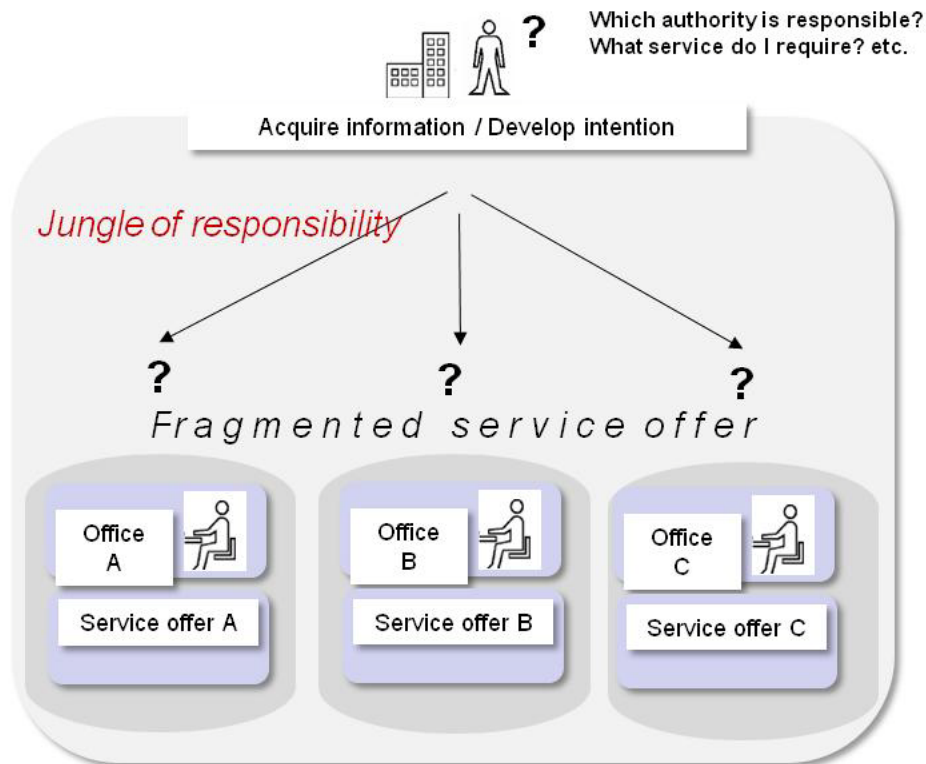 ?
Which authority is responsible?
What service do I require? etc.
Acquire information / Develop intention
Jungle of responsibility
? ? ?
Fragmented service offer
Office
A
Service offer A
Office
B
Service offer B
Office
C
Service offer C